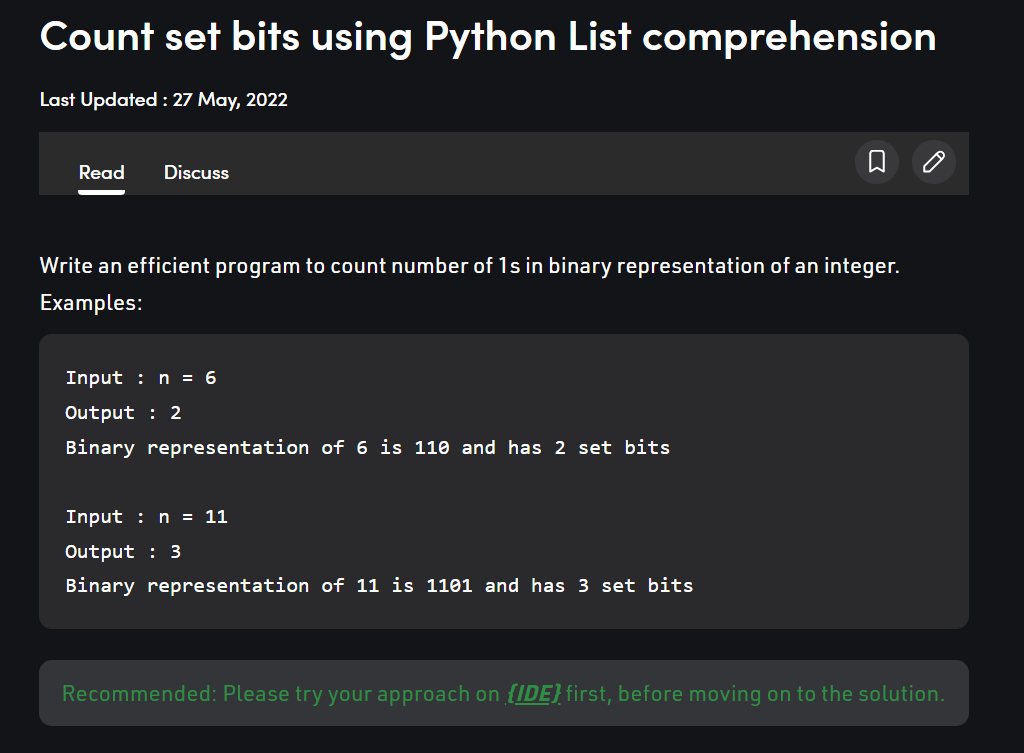 Count set bits using Python List comprehension
Last Updated : 27 May, 2022
Read Discuss
Write an efficient program to count number of 1s in binary representation of an integer.
Examples:
Input : n = 6
Output : 2
Binary representation of 6 is 110 and has 2 set bits
Input : n = 11
Output : 3
Binary representation of 11 is 1101 and has 3 set bits
Recommended: Please try your approach on {IDE} first, before moving on to the solution.